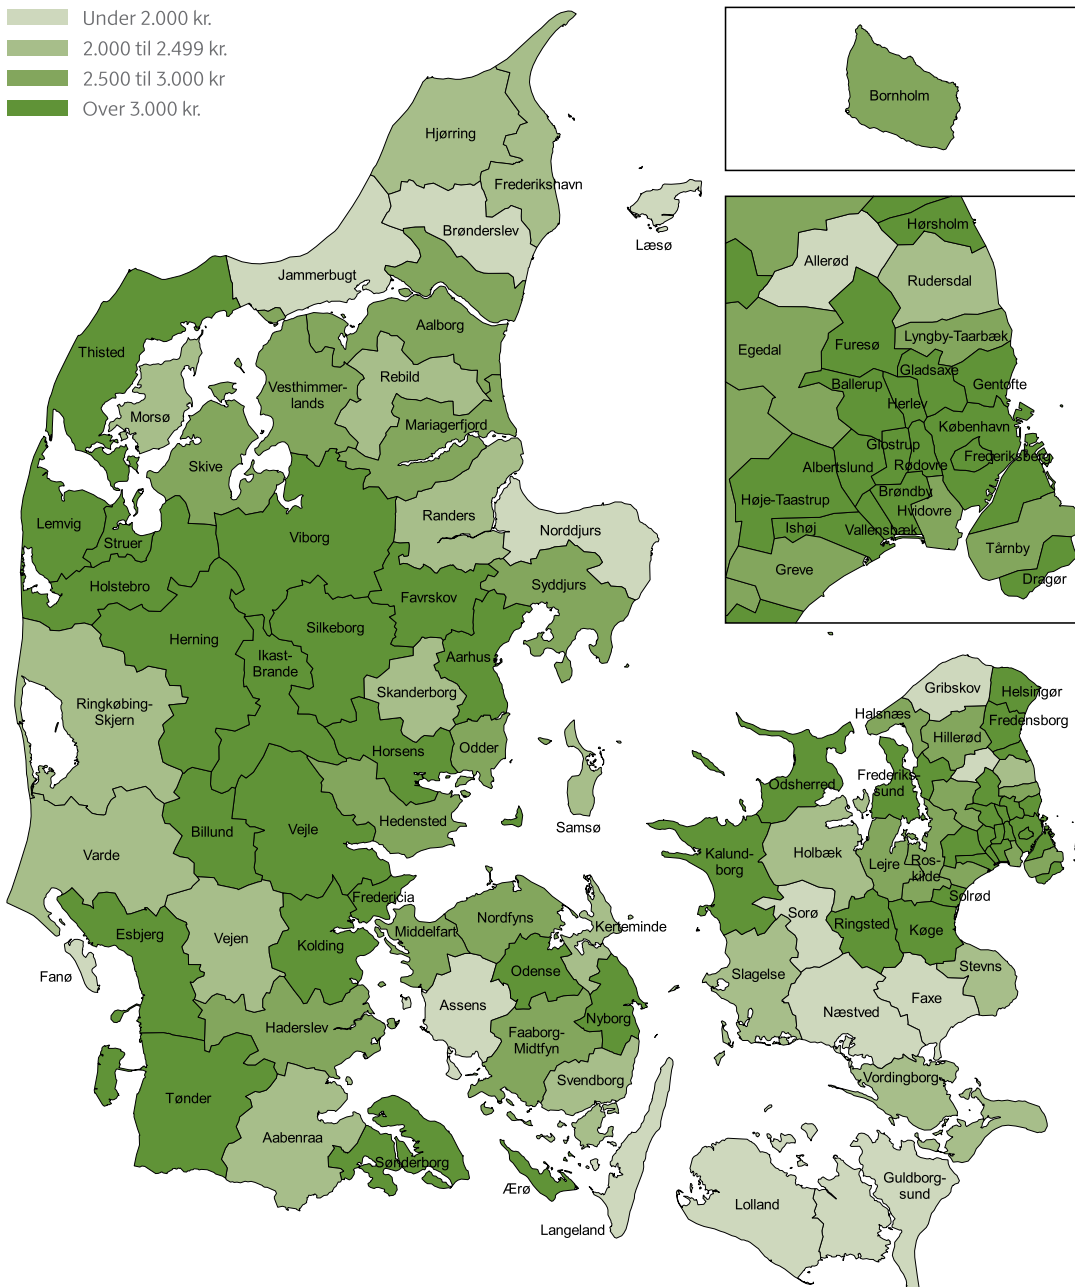 Under 2.000 kr.
2.000 til 2.499 kr.
2.500 til 3.000 kr
Over 3.000 kr.
Bornholm
Hjørring
Frederikshavn
Brønderslev
Læsø
Jammerbugt
Aalborg
Thisted
Rebild
Vesthimmer-
lands
Morsø
Mariagerfjord
Skive
Randers
Norddjurs
Lemvig
Struer
Viborg
Holstebro
Favrskov
Syddjurs
Silkeborg
Herning
Ikast-
Brande
Aarhus
Skanderborg
Ringkøbing-
Skjern
Horsens
Odder
Samsø
Hedensted
Billund
Vejle
Varde
Fredericia
Esbjerg
Vejen
Kolding
Fanø
Haderslev
Tønder
Aabenraa
Sønderborg
Nordfyns
Middelfart
Kerteminde
Odense
Assens
Nyborg
Faaborg-
Midtfyn
Svendborg
Ærø
Langeland
Hørsholm
Allerød
Rudersdal
Lyngby-Taarbæk
Egedal
Furesø
Gladsaxe
Ballerup
Gentofte
Herlev
København
Glostrup
Frederiksberg
Albertslund
Rødovre
Brøndby
Høje-Taastrup
Hvidovre
Ishøj
Vallensbæk
Tårnby
Greve
Dragør
Gribskov
Helsingør
Halsnæs
Fredensborg
Hillerød
Frederiks-
sund
Odsherred
Kalund-
borg
Holbæk
Lejre
Ros-
kilde
Solrød
Sorø
Ringsted
Køge
Slagelse
Stevns
Faxe
Næstved
Vordingborg
Guldborg-
sund
Lolland